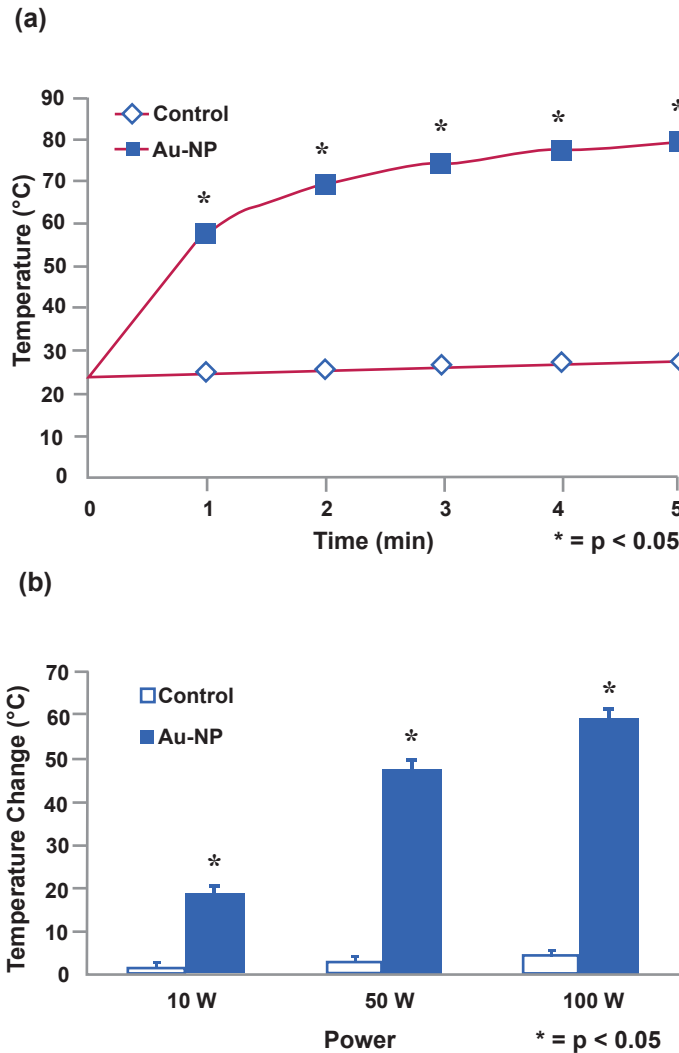 (a)
90
80
70
60
50
40
30
20
10
0
Temperature (°C)
Control
Au-NP
*
*
*
*
*
0 1 2 3 4 5
Time (min)
* = p < 0.05
(b)
70
60
50
40
30
20
10
0
Temperature Change (°C)
Control
Au-NP
*
*
*
10 W 50 W 100 W
Power
* = p < 0.05